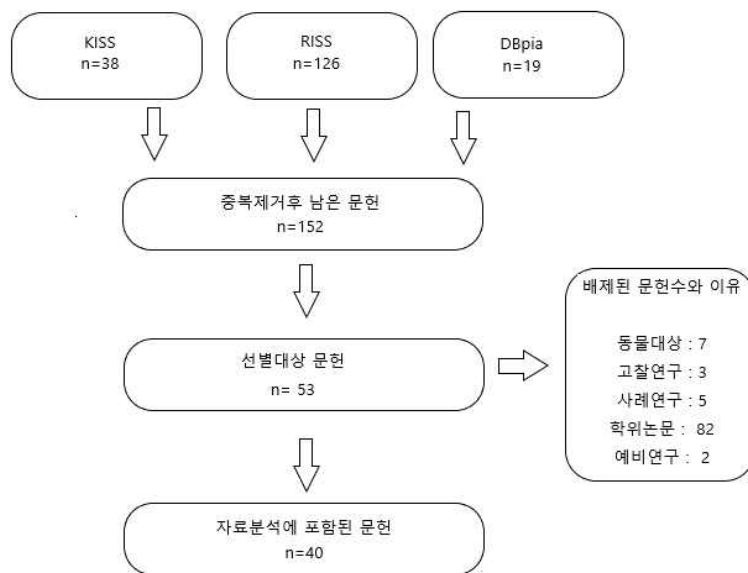 KISS
n=38
RISS
n=126
DBpia
n=19
중복제거후 남은 문헌
n=152
선별대상 문헌
n= 53
배제된 문헌수와 이유
동물대상 : 7
고찰연구 : 3
사례연구 : 5
학위논문 : 82
예비연구 : 2
자료분석에 포함된 문헌
n=40